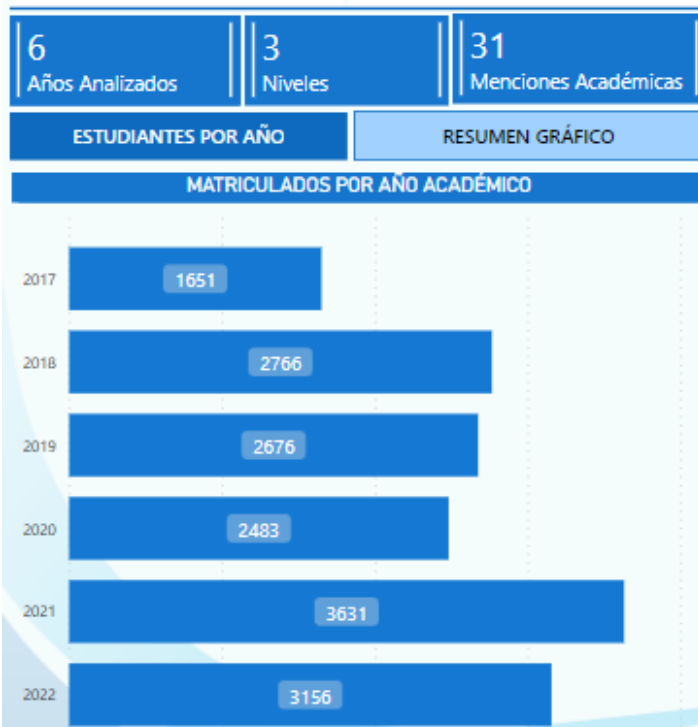 6
Años Analizados
3
Niveles
31
Menciones Académicas
ESTUDIANTES POR AÑO
RESUMEN GRÁFICO
MATRICULADOS POR AÑO ACADÉMICO
2017
1651
2018
2766
2019
2676
2020
2483
2021
3631
2022
3156